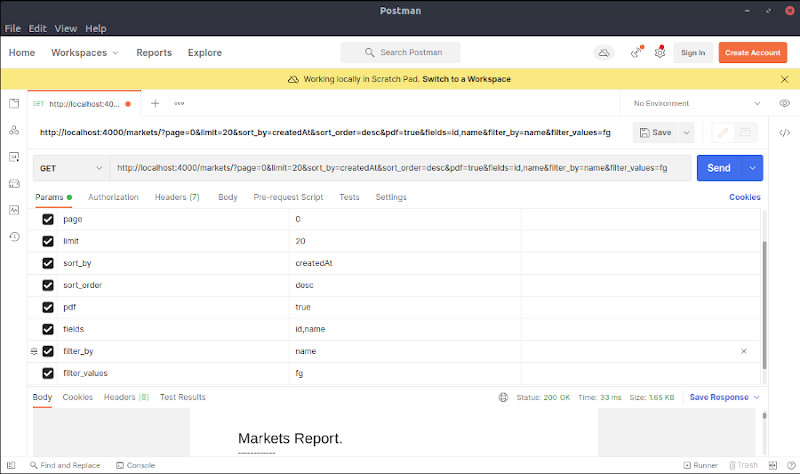 Postman
File Edit View Help
Home Workspaces Reports Explore Search Postman Sign In Create Account
Working locally in Scratch Pad. Switch to a Workspace
GET http://localhost:40... No Environment
http://localhost:4000/markets/?page=0&limit=20&sort_by=createdAt&sort_order=desc&pdf=true&fields=id,name&filter_by=name&filter_values=fg Save
GET http://localhost:4000/markets/?page=0&limit=20&sort_by=createdAt&sort_order=desc&pdf=true&fields=id,name&filter_by=name&filter_values=fg Send
Params Authorization Headers (7) Body Pre-request Script Tests Settings Cookies
page 0
limit 20
sort_by createdAt
sort_order desc
pdf true
fields id,name
filter_by name
filter_values fg
Body Cookies Headers (8) Test Results Status: 200 OK Time: 33 ms Size: 1.65 KB Save Response
Markets Report.
------------
Find and Replace Console Runner Trash